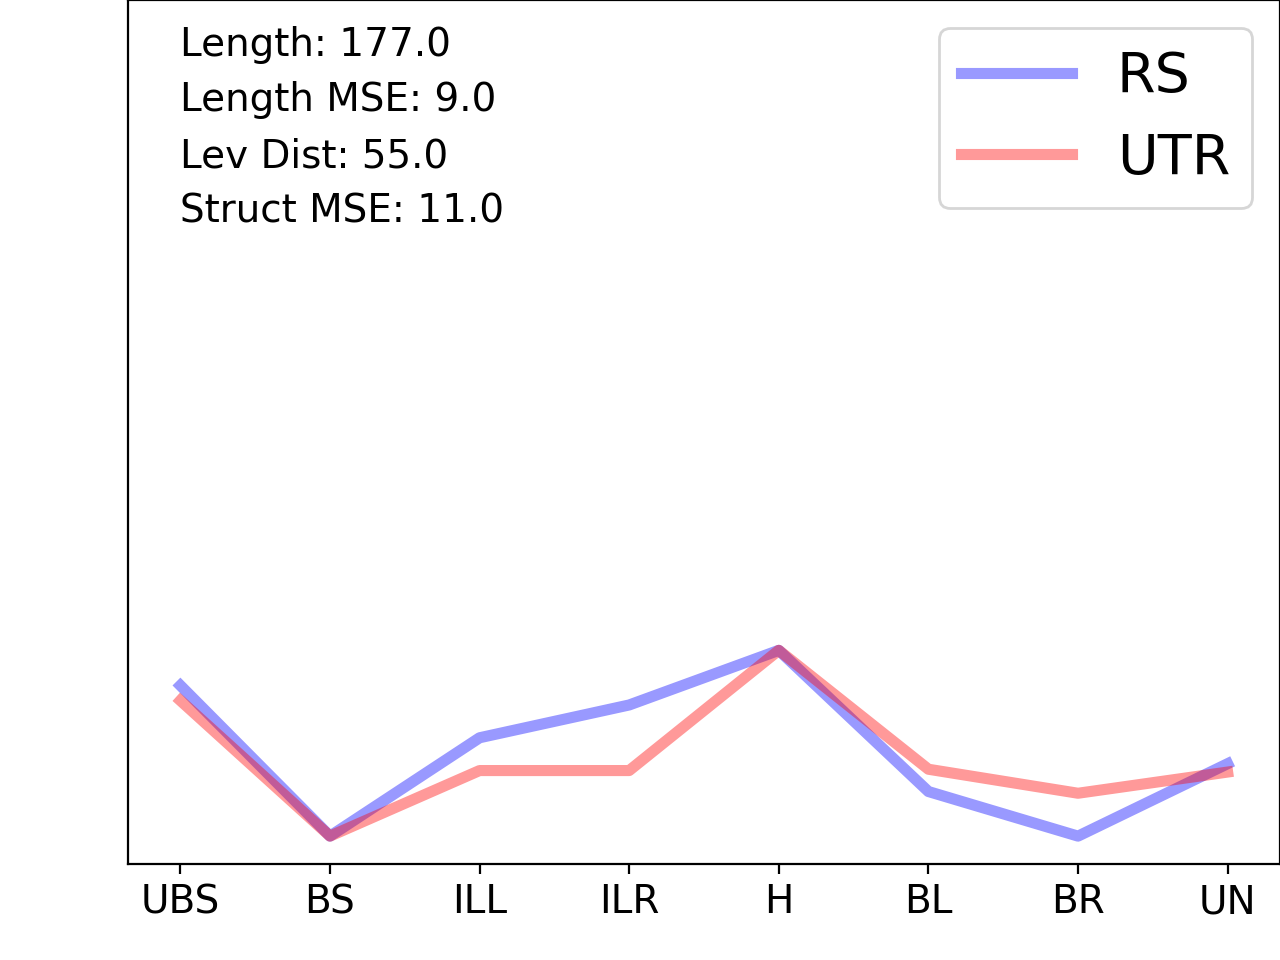 Length: 177.0
Length MSE: 9.0
Lev Dist: 55.0
Struct MSE: 11.0
RS
UTR
UBS BS ILL ILR H BL BR UN